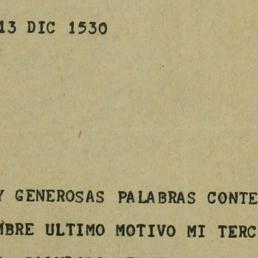 13 DIC 1530
Y GENEROSAS PALABRAS CONTE
MBRE ULTIMO MOTIVO MI TERC